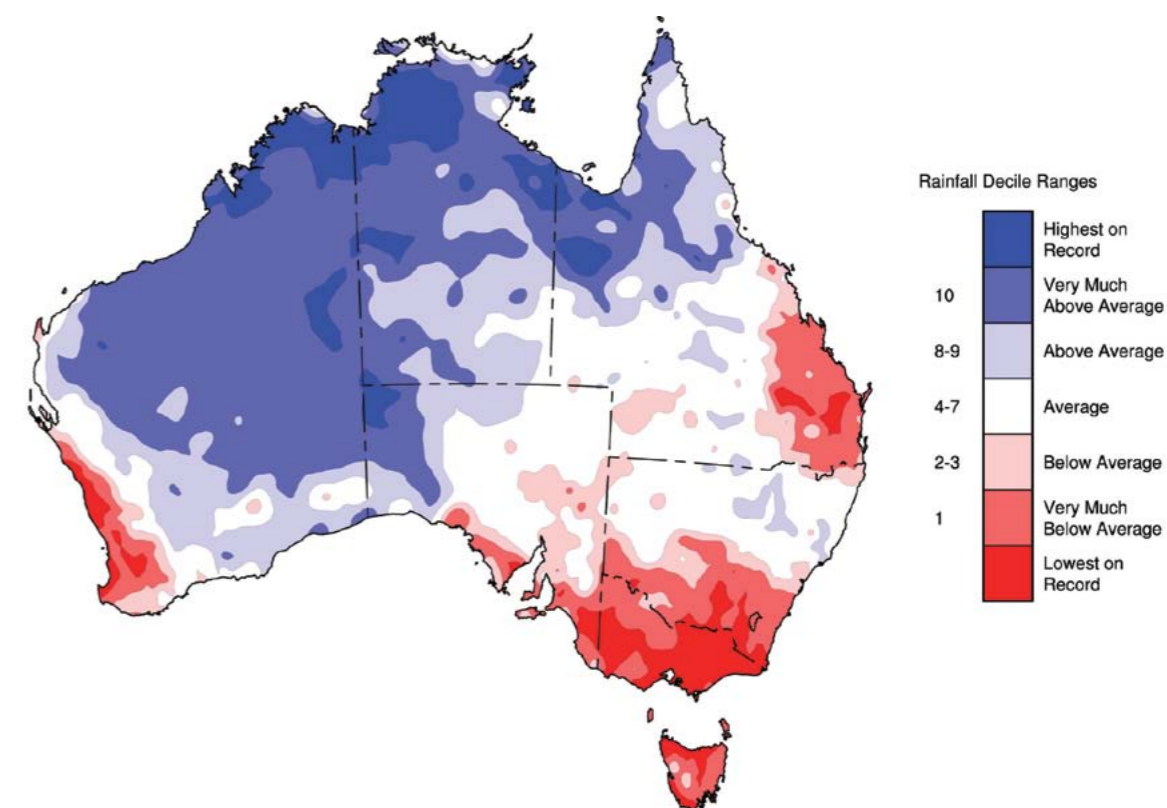 Rainfall Decile Ranges
Highest on
Record
10
Very Much
Above Average
8-9
Above Average
4-7
Average
2-3
Below Average
1
Very Much
Below Average
Lowest on
Record